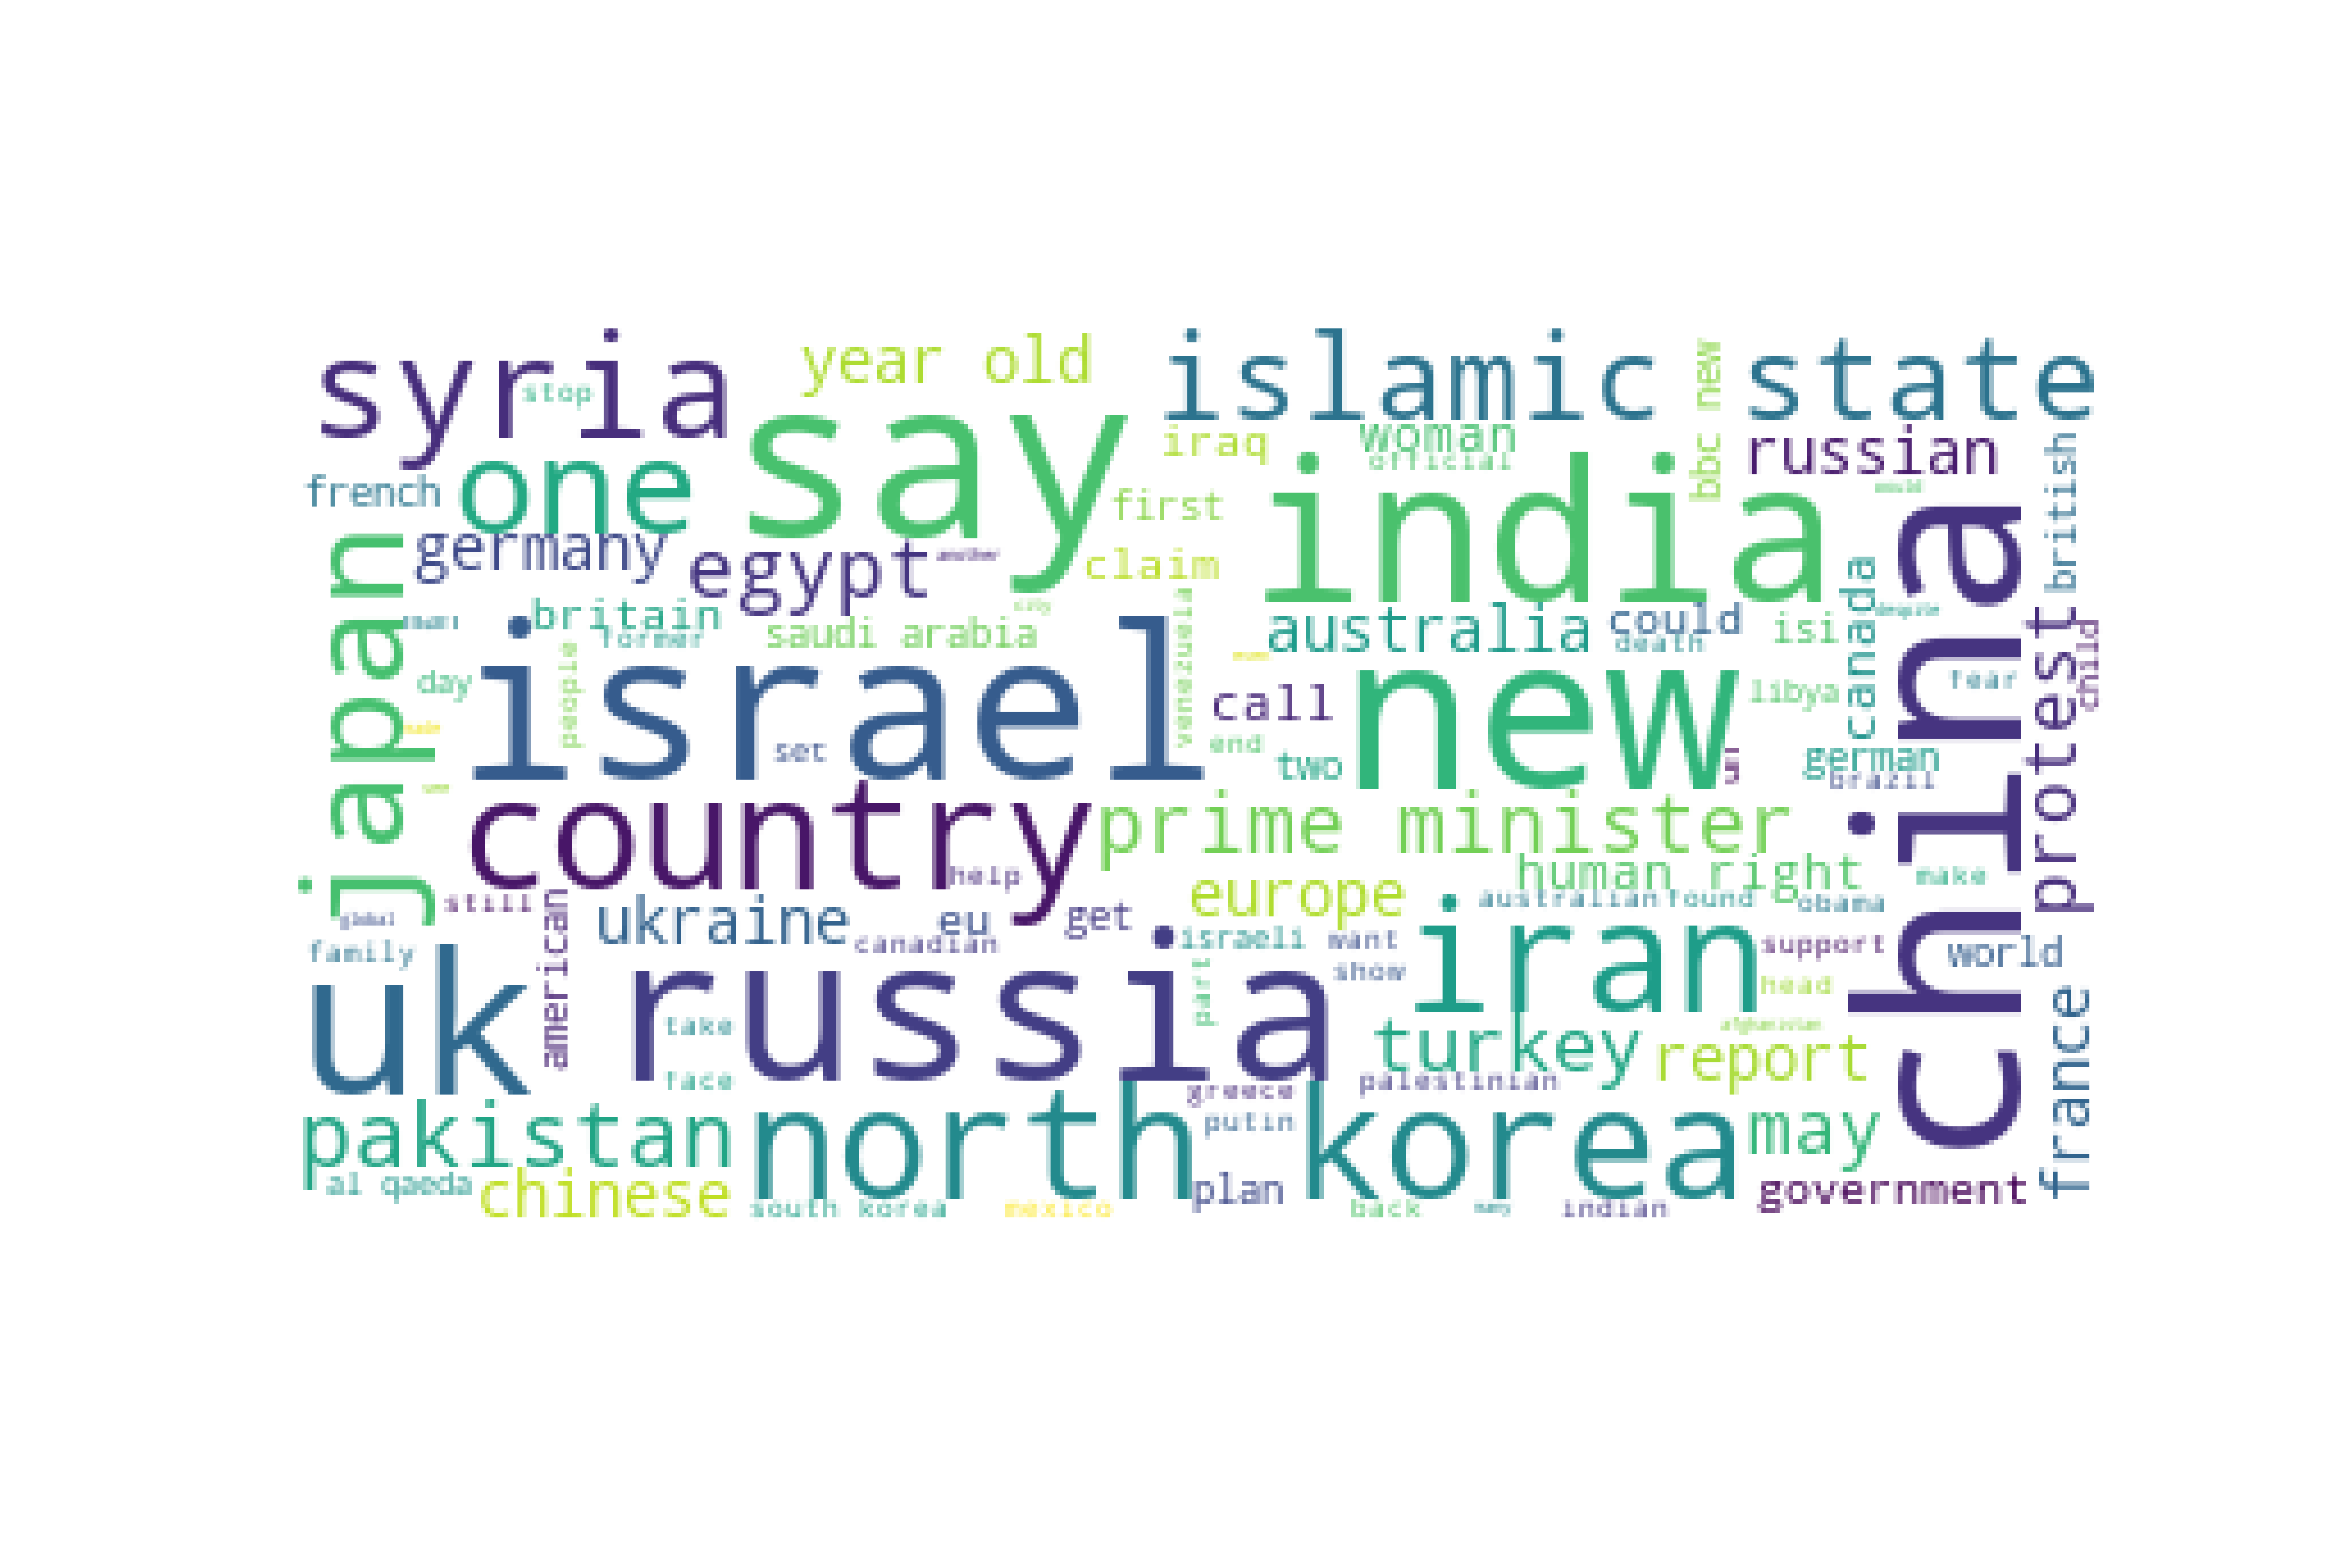 syria
stop
year old
islamic state
bbc new
say
iraq
woman
official
russian
british
french
one
first
india
germany
egypt
another
claim
china
japan
britain
former
saudi arabia
australia
could
death
isi
canada
despite
protest
child
day
people
israel
venezuela
call
new
libya
fear
set
end
two
german
brazil
country
prime minister
help
human right
make
still
global
ukraine
eu
get
europe
australian
found
obama
family
american
canadian
israeli
want
iran
support
world
uk
russia
part
show
head
take
turkey
report
afghanistan
france
face
greece
palestinian
pakistan
north korea
putin
may
al qaeda
chinese
south korea
mexico
plan
back
indian
government